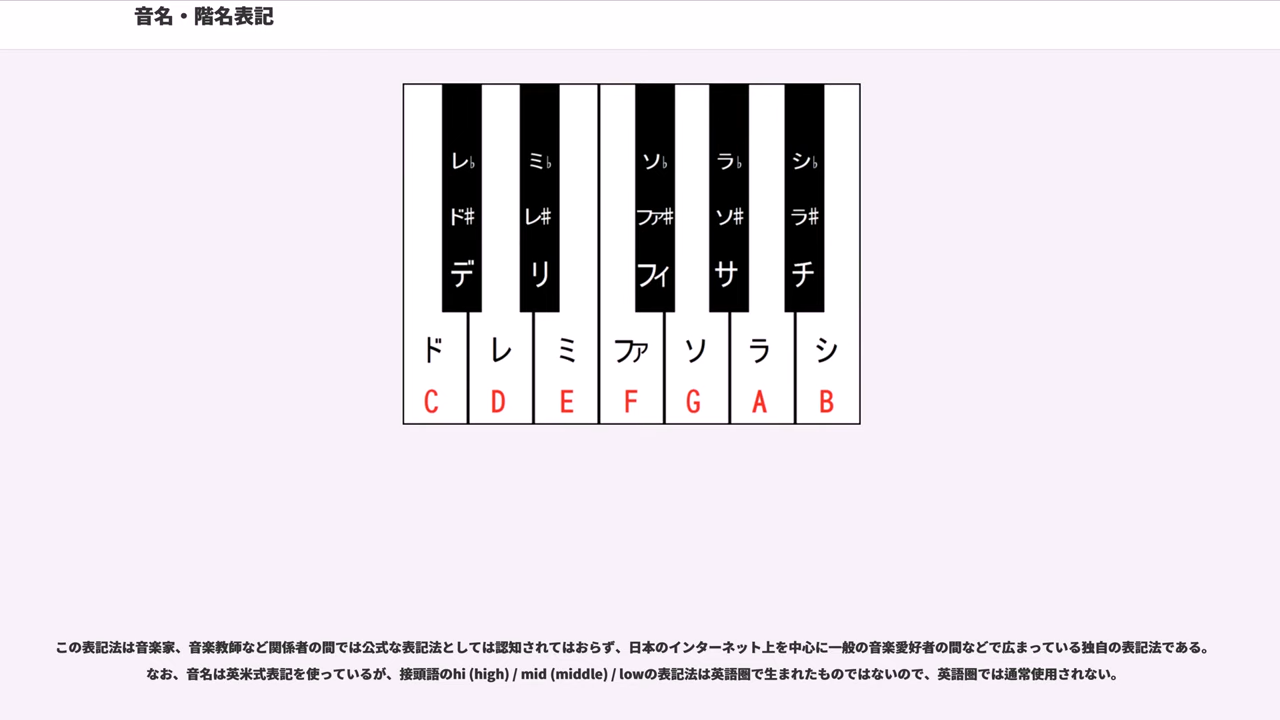 音名・階名表記
レ♭ ミ♭ ソ♭ ラ♭ シ♭
ド# レ# ファ# ソ# ラ#
デ リ フィ サ チ
ド レ ミ ファ ソ ラ シ
C D E F G A B
この表記法は音楽家、音楽教師など関係者の間では公式な表記法としては認知されてはおらず、日本のインターネット上を中心に一般の音楽愛好者の間などで広まっている独自の表記法である。
なお、音名は英米式表記を使っているが、接頭語のhi (high) / mid (middle) / lowの表記法は英語圏で生まれたものではないので、英語圏では通常使用されない。